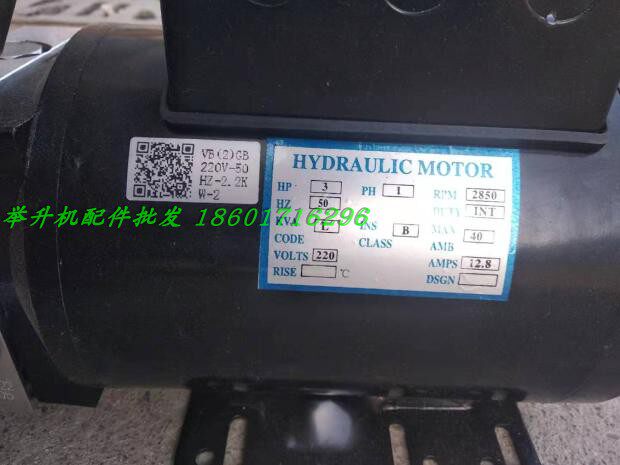 VB(2)GB
220V-50
HZ-2.2K
W-2
HYDRAULIC MOTOR
HP 3 PH 1 RPM 2850
HZ 50 DUTY INT
KVA L INS B MAX 40
CODE CLASS AMB
VOLTS 220 AMPS 12.8
RISE ℃ DSGN
举升机配件批发 18601716296